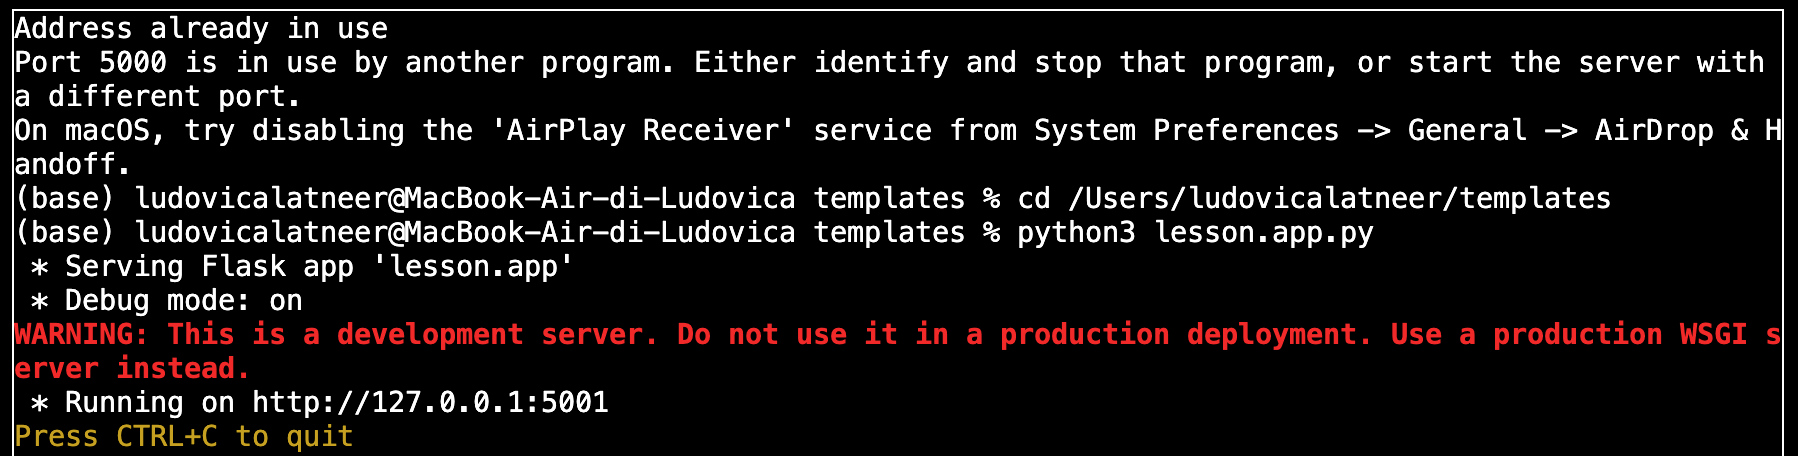 Address already in use
Port 5000 is in use by another program. Either identify and stop that program, or start the server with
a different port.
On macOS, try disabling the 'AirPlay Receiver' service from System Preferences -> General -> AirDrop & H
andoff.
(base) ludovicalatneer@MacBook-Air-di-Ludovica templates % cd /Users/ludovicalatneer/templates
(base) ludovicalatneer@MacBook-Air-di-Ludovica templates % python3 lesson.app.py
 * Serving Flask app 'lesson.app'
 * Debug mode: on
WARNING: This is a development server. Do not use it in a production deployment. Use a production WSGI s
erver instead.
 * Running on http://127.0.0.1:5001
Press CTRL+C to quit